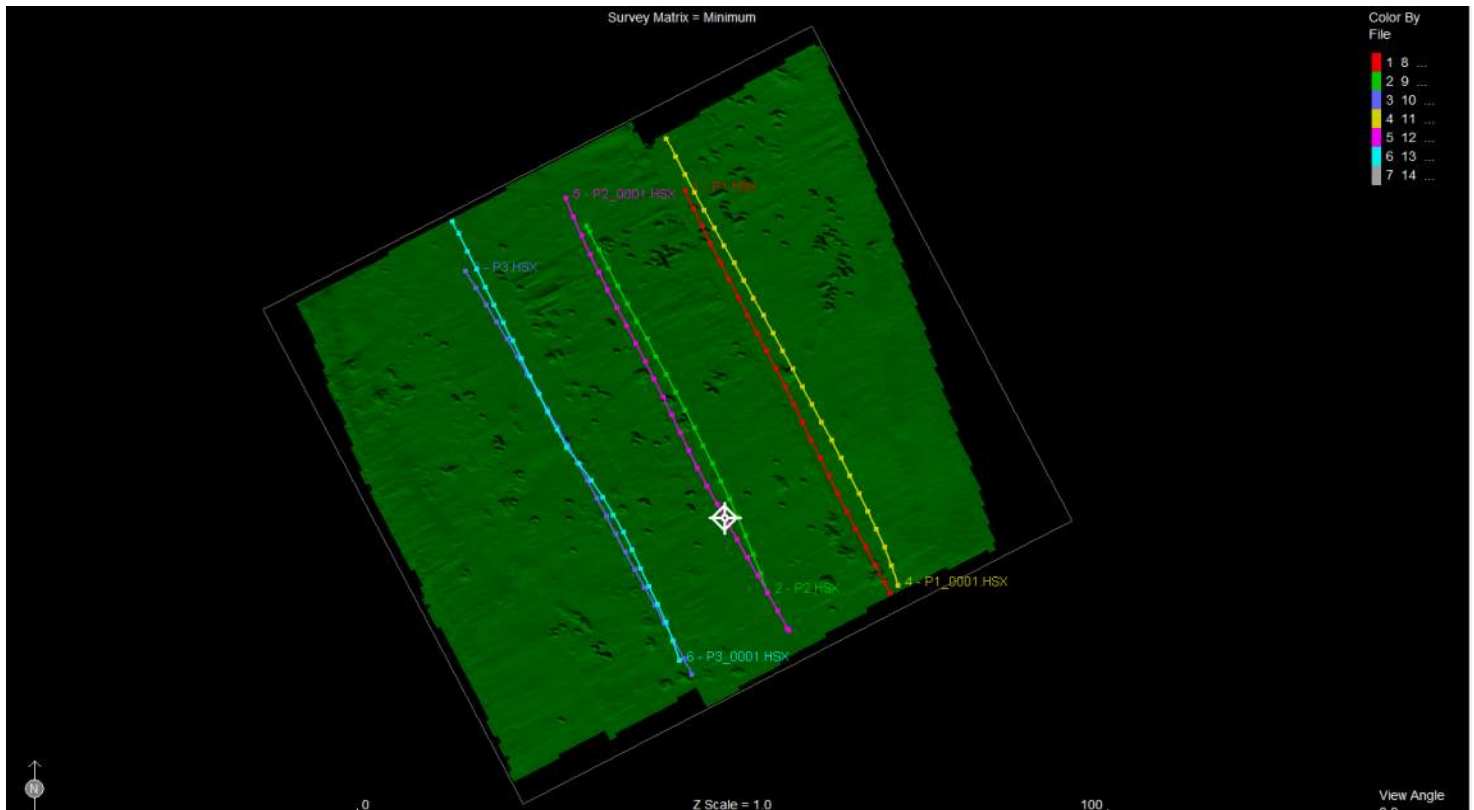 Survey Matrix = Minimum
Color By
File
1 8 ...
2 9 ...
3 10 ...
4 11 ...
5 12 ...
6 13 ...
7 14 ...
P1 HSX
5 - P2_0001 HSX
P3 HSX
4 - P1_0001 HSX
2 - P2 HSX
6 - P3_0001 HSX
N
0
Z Scale = 1.0
100
View Angle